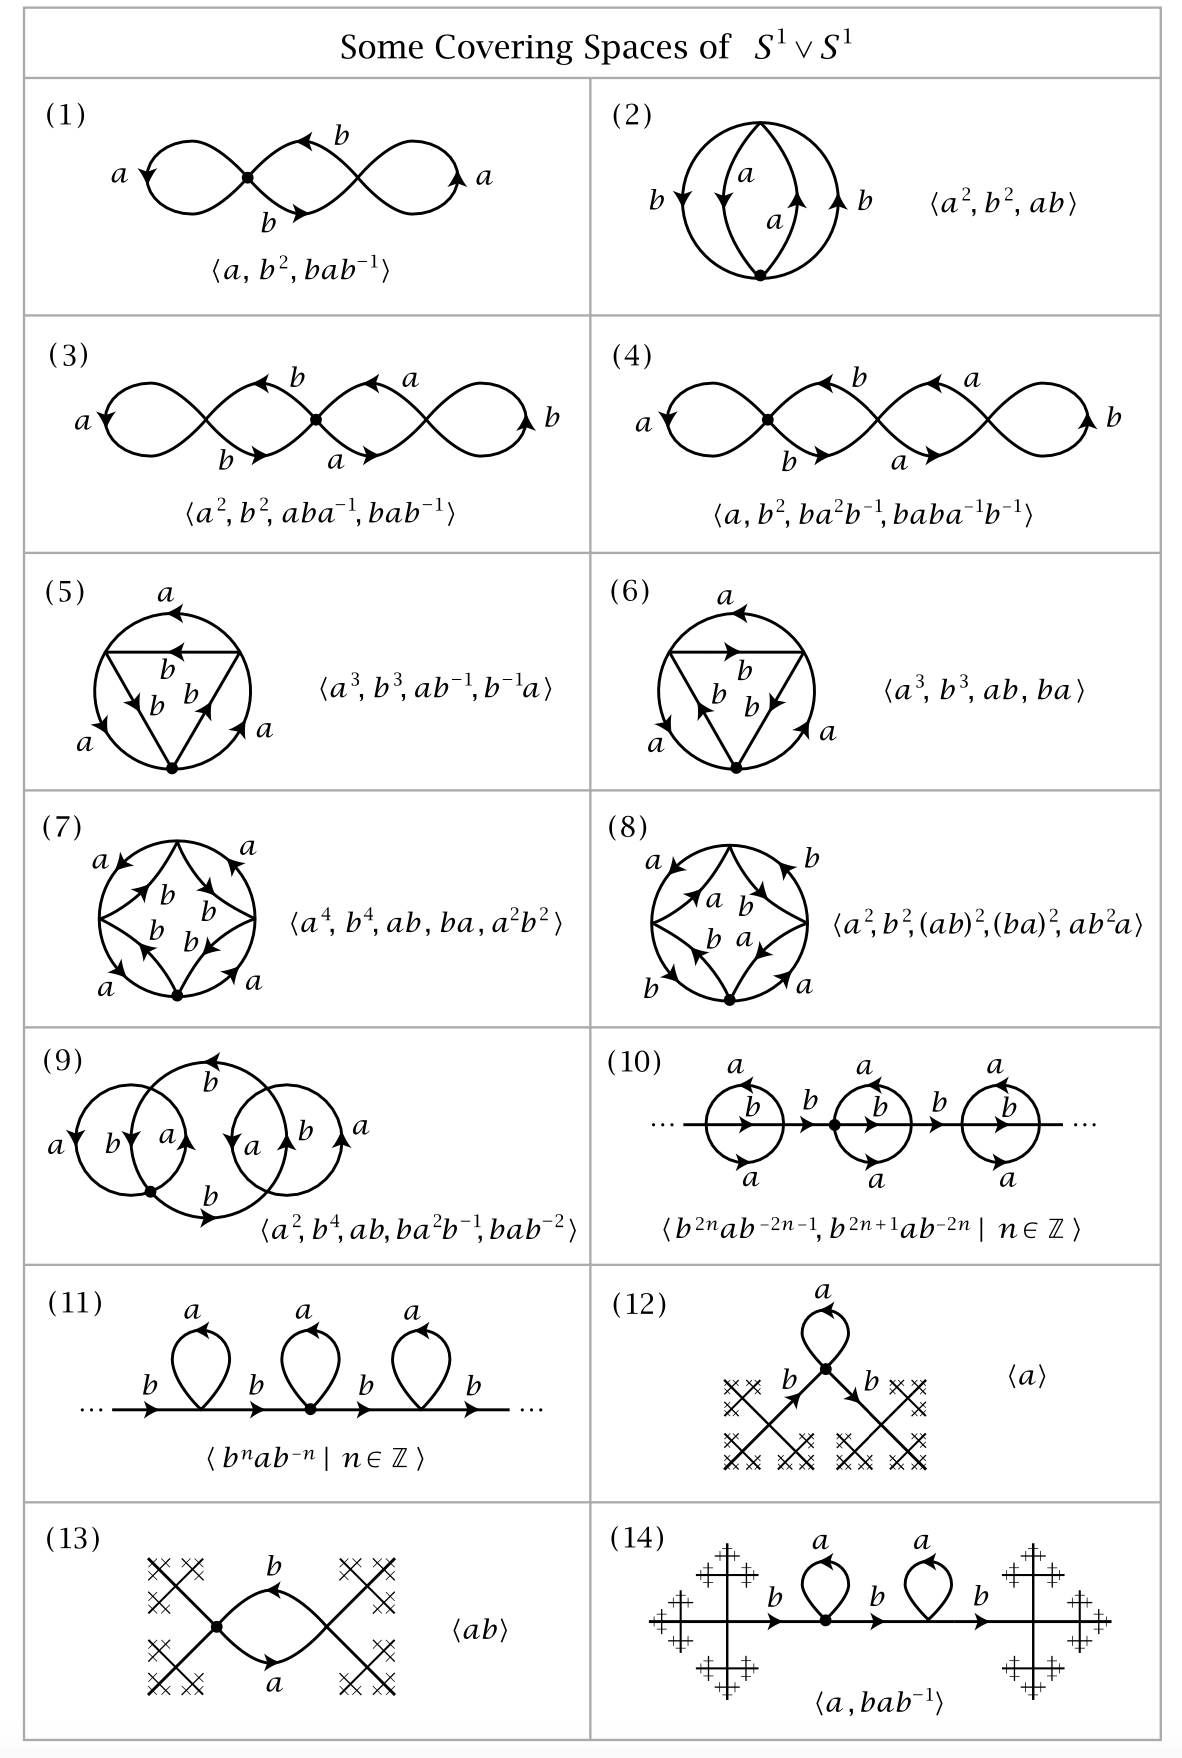 Some Covering Spaces of S¹ ∨ S¹
(1)
b
a
a
b
⟨a, b², bab⁻¹⟩
(2)
a
b
b
a
⟨a², b², ab⟩
(3)
b
a
a
b
b
a
⟨a², b², aba⁻¹, bab⁻¹⟩
(4)
b
a
a
b
b
a
⟨a, b², ba²b⁻¹, baba⁻¹b⁻¹⟩
(5)
a
b
b
b
a
a
⟨a³, b³, ab⁻¹, b⁻¹a⟩
(6)
a
b
b
b
a
a
⟨a³, b³, ab, ba⟩
(7)
a
a
b
b
b
b
a
a
⟨a⁴, b⁴, ab, ba, a²b²⟩
(8)
a
b
a
b
b
a
b
a
⟨a², b², (ab)², (ba)², ab²a⟩
(9)
b
a
b
a
a
b
a
b
⟨a², b⁴, ab, ba²b⁻¹, bab⁻²⟩
(10)
a a a
··· b b b b b ···
a a a
⟨ b²ⁿab⁻²ⁿ⁻¹, b²ⁿ⁺¹ab⁻²ⁿ | n ∈ ℤ ⟩
(11)
a a a
b b b b
··· ···
⟨ bⁿab⁻ⁿ | n ∈ ℤ ⟩
(12)
a
b b
⟨a⟩
(13)
b
a
⟨ab⟩
(14)
a a
b b b
⟨a, bab⁻¹⟩